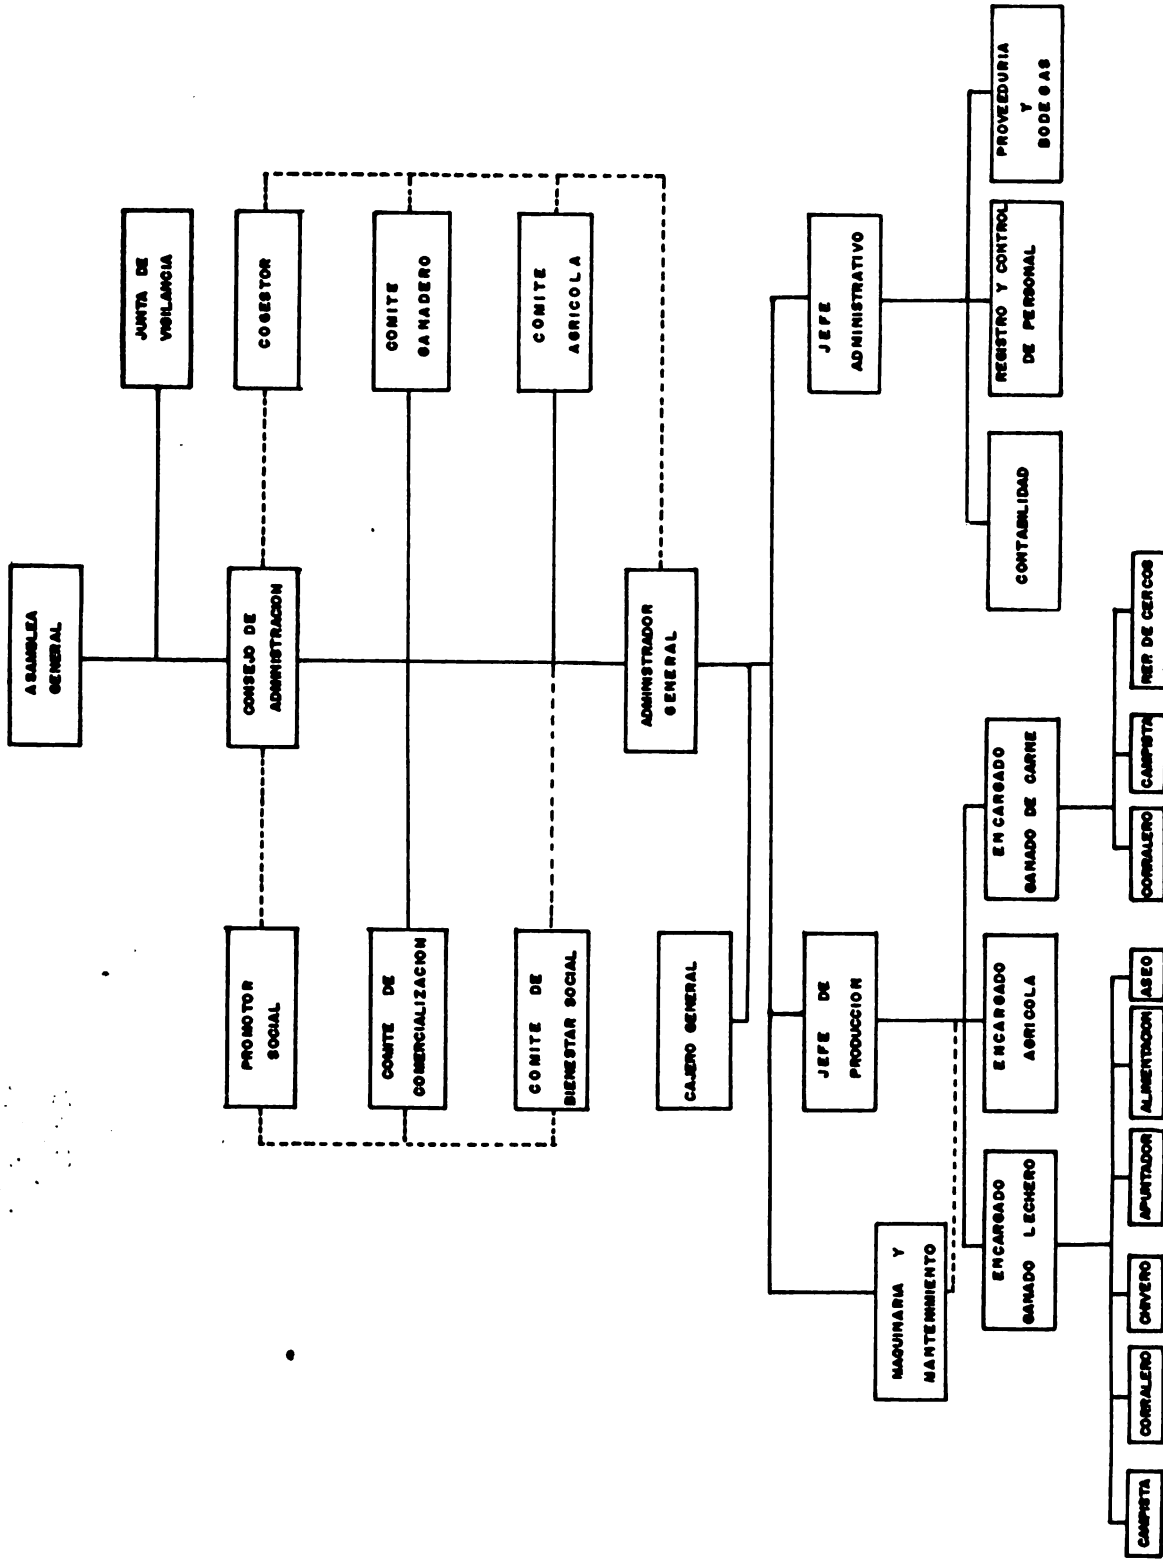 ASAMBLEA
GENERAL
JUNTA DE
VIGILANCIA
PROMOTOR
SOCIAL
CONSEJO DE
ADMINISTRACION
COGESTOR
COMITE DE
COMERCIALIZACION
COMITE
GANADERO
COMITE DE
BIENESTAR SOCIAL
COMITE
AGRICOLA
ADMINISTRADOR
GENERAL
CAJERO GENERAL
JEFE DE
PRODUCCION
JEFE
ADMINISTRATIVO
MAQUINARIA Y
MANTENIMIENTO
ENCARGADO
GANADO LECHERO
ENCARGADO
AGRICOLA
ENCARGADO
GANADO DE CARNE
CONTABILIDAD
REGISTRO Y CONTROL
DE PERSONAL
PROVEEDURIA
Y
BODEGAS
CAMPISTA
CORRALERO
CHIVERO
APUNTADOR
ALIMENTACION
ASEO
CORRALERO
CAMPISTA
RER DE CERCOS